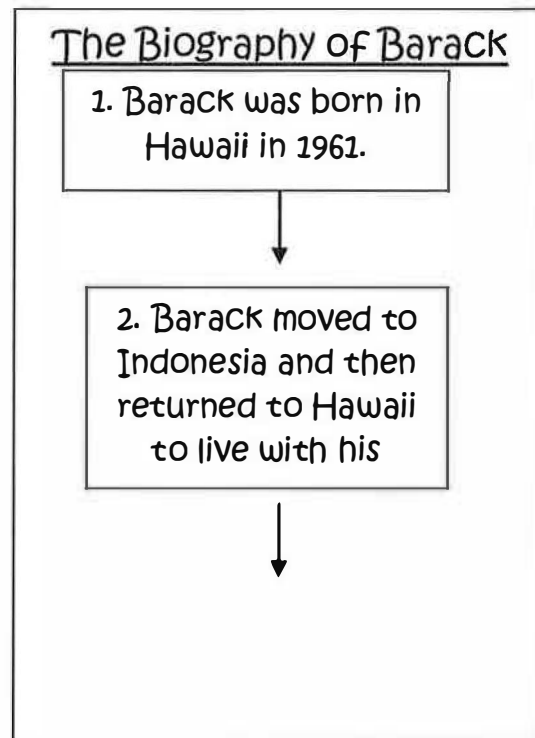 The Biography of Barack
1. Barack was born in
Hawaii in 1961.
2. Barack moved to
Indonesia and then
returned to Hawaii
to live with his